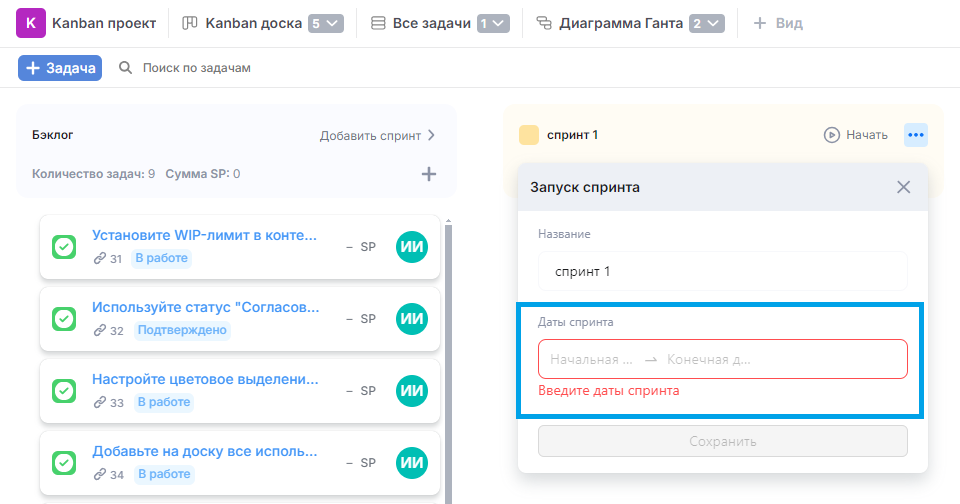 K Kanban проект Kanban доска 5 Все задачи 1 Диаграмма Ганта 2 + Вид
+ Задача Поиск по задачам
Бэклог Добавить спринт
Количество задач: 9 Сумма SP: 0 +
Установите WIP-лимит в конте...
31 В работе
– SP ИИ
Используйте статус "Согласов...
32 Подтверждено
– SP ИИ
Настройте цветовое выделени...
33 В работе
– SP ИИ
Добавьте на доску все исполь...
34 В работе
– SP ИИ
спринт 1 Начать ...
Запуск спринта
Название
спринт 1
Даты спринта
Начальная ... → Конечная д...
Введите даты спринта
Сохранить